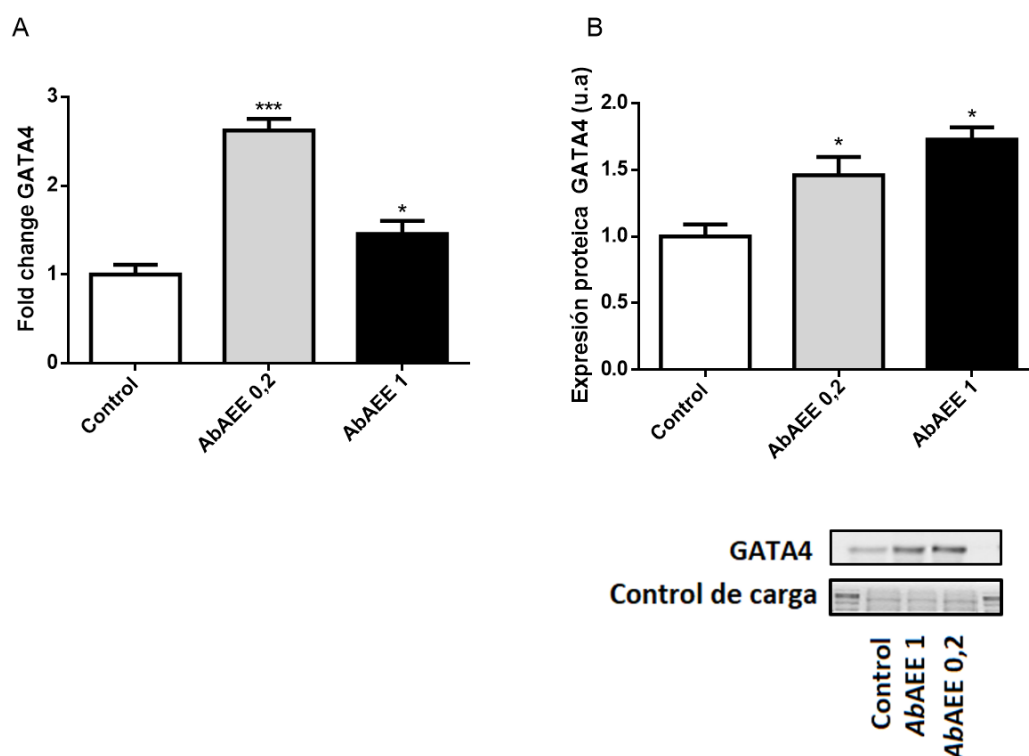 A
Fold change GATA4
3
2
1
0
***
*
Control
AbAEE 0,2
AbAEE 1
B
Expresión proteica GATA4 (u.a)
2.0
1.5
1.0
0.5
0.0
*
*
Control
AbAEE 0,2
AbAEE 1
GATA4
Control de carga
Control
AbAEE 1
AbAEE 0,2